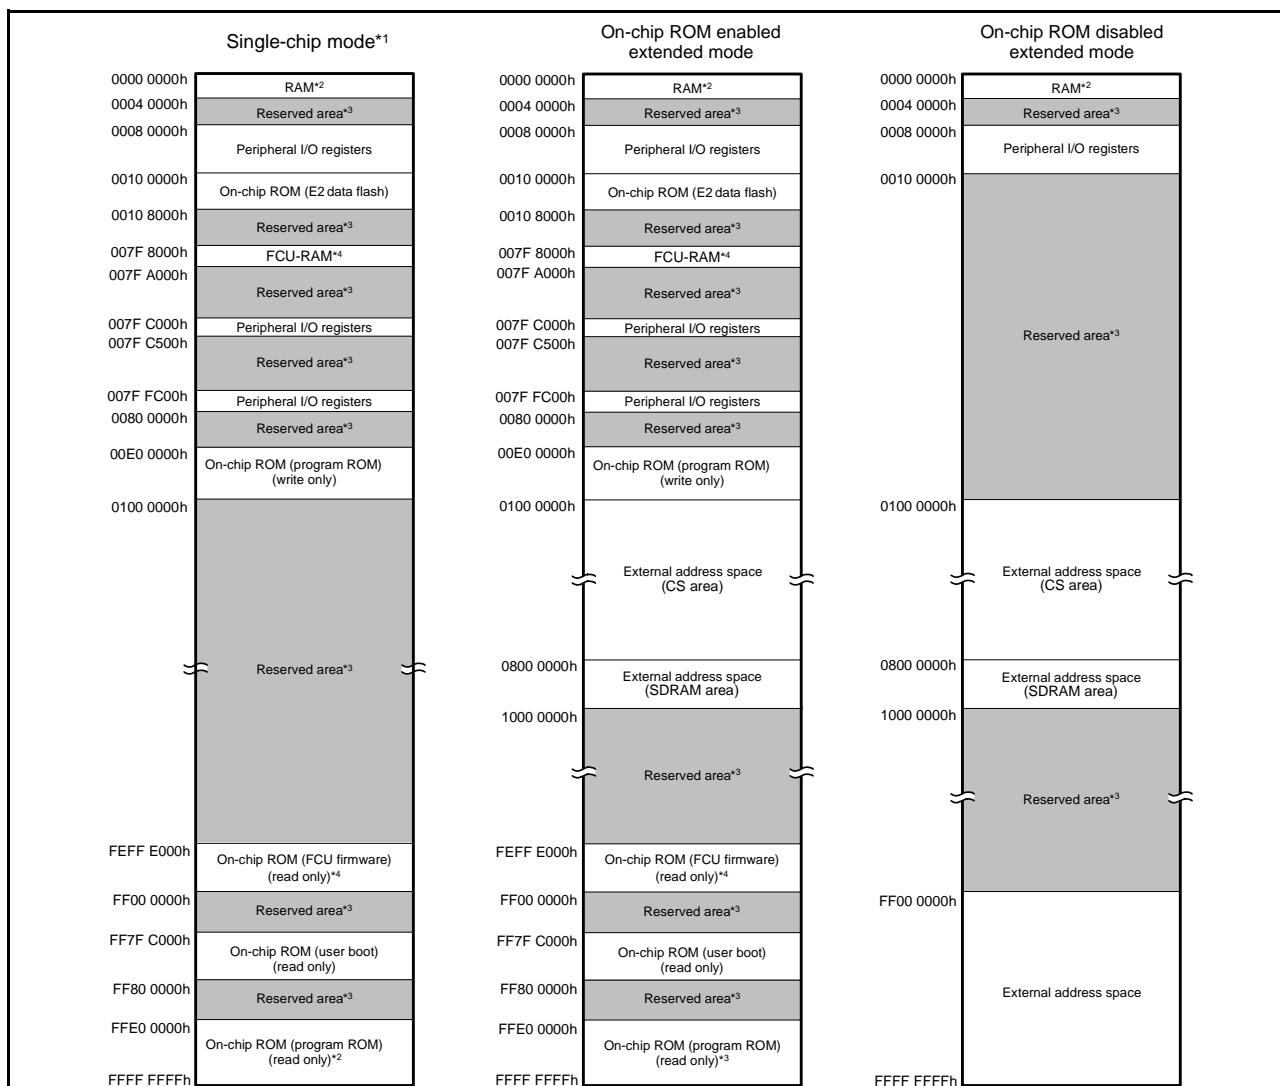 Single-chip mode*1
0000 0000h
RAM*2
0004 0000h
Reserved area*3
0008 0000h
Peripheral I/O registers
0010 0000h
On-chip ROM (E2 data flash)
0010 8000h
Reserved area*3
007F 8000h
FCU-RAM*4
007F A000h
Reserved area*3
007F C000h
Peripheral I/O registers
007F C500h
Reserved area*3
007F FC00h
Peripheral I/O registers
0080 0000h
Reserved area*3
00E0 0000h
On-chip ROM (program ROM)
(write only)
0100 0000h
Reserved area*3
FEFF E000h
On-chip ROM (FCU firmware)
(read only)*4
FF00 0000h
Reserved area*3
FF7F C000h
On-chip ROM (user boot)
(read only)
FF80 0000h
Reserved area*3
FFE0 0000h
On-chip ROM (program ROM)
(read only)*2
FFFF FFFFh
On-chip ROM enabled
extended mode
0000 0000h
RAM*2
0004 0000h
Reserved area*3
0008 0000h
Peripheral I/O registers
0010 0000h
On-chip ROM (E2 data flash)
0010 8000h
Reserved area*3
007F 8000h
FCU-RAM*4
007F A000h
Reserved area*3
007F C000h
Peripheral I/O registers
007F C500h
Reserved area*3
007F FC00h
Peripheral I/O registers
0080 0000h
Reserved area*3
00E0 0000h
On-chip ROM (program ROM)
(write only)
0100 0000h
External address space
(CS area)
0800 0000h
External address space
(SDRAM area)
1000 0000h
Reserved area*3
FEFF E000h
On-chip ROM (FCU firmware)
(read only)*4
FF00 0000h
Reserved area*3
FF7F C000h
On-chip ROM (user boot)
(read only)
FF80 0000h
Reserved area*3
FFE0 0000h
On-chip ROM (program ROM)
(read only)*3
FFFF FFFFh
On-chip ROM disabled
extended mode
0000 0000h
RAM*2
0004 0000h
Reserved area*3
0008 0000h
Peripheral I/O registers
0010 0000h
Reserved area*3
0100 0000h
External address space
(CS area)
0800 0000h
External address space
(SDRAM area)
1000 0000h
Reserved area*3
FF00 0000h
External address space
FFFF FFFFh